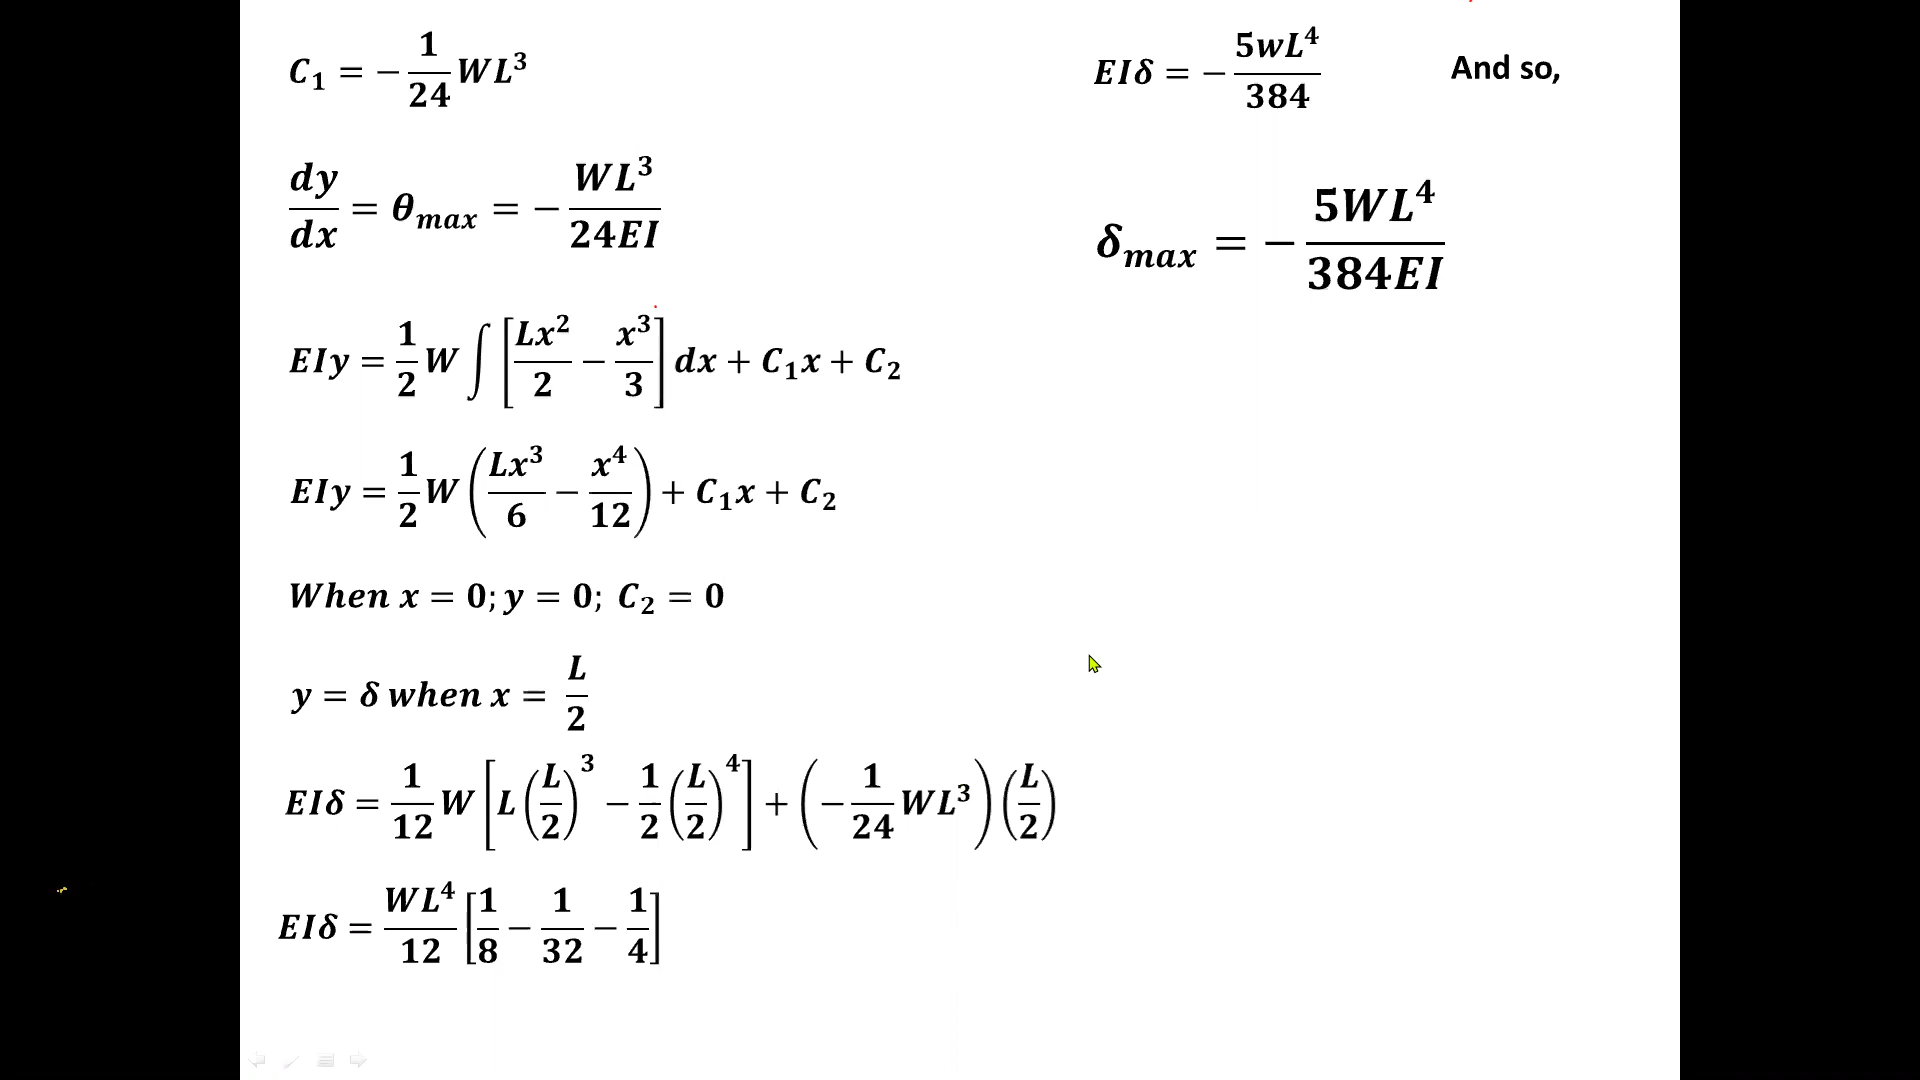 C₁ = −1/24 WL³
dy/dx = θₘₐₓ = −WL³/24EI
EIy = 1/2 W ∫ [Lx²/2 − x³/3] dx + C₁x + C₂
EIy = 1/2 W (Lx³/6 − x⁴/12) + C₁x + C₂
When x = 0; y = 0; C₂ = 0
y = δ when x = L/2
EIδ = 1/12 W [L (L/2)³ − 1/2 (L/2)⁴] + (−1/24 WL³) (L/2)
EIδ = WL⁴/12 [1/8 − 1/32 − 1/4]
EIδ = −5wL⁴/384 And so,
δₘₐₓ = −5WL⁴/384EI